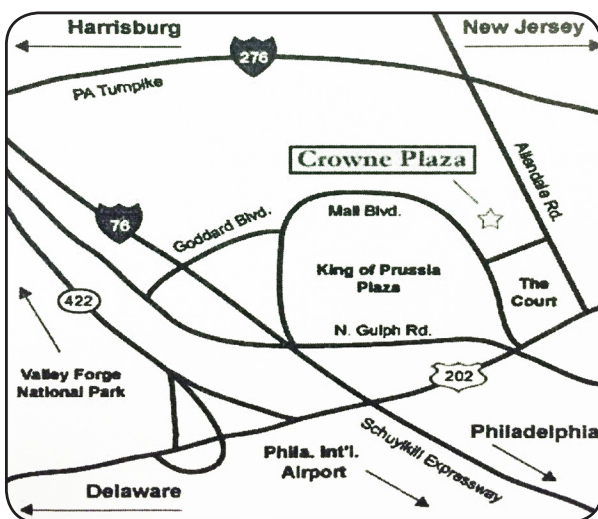 Harrisburg
New Jersey
276
PA Turnpike
Allendale Rd.
Crowne Plaza
76
Goddard Blvd.
Mall Blvd.
King of Prussia
Plaza
The
Court
422
N. Gulph Rd.
202
Valley Forge
National Park
Schuylkill Expressway
Philadelphia
Phila. Int'l.
Airport
Delaware